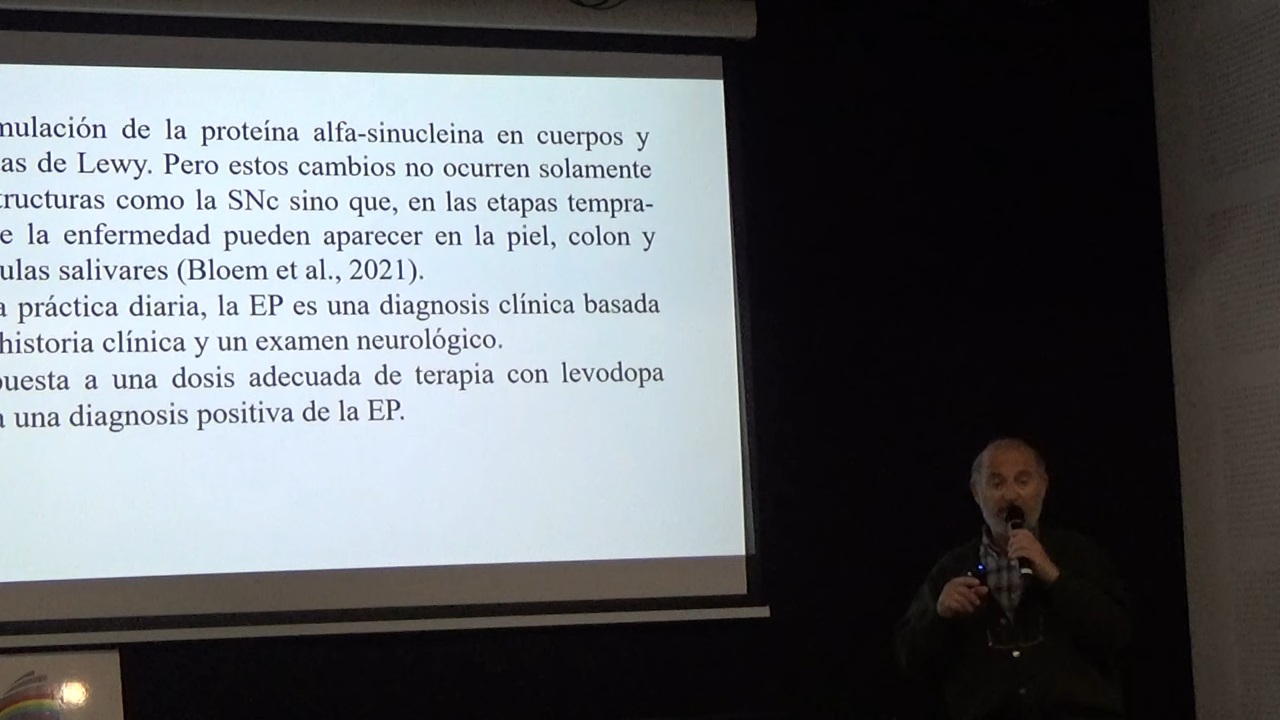 mulación de la proteína alfa-sinucleina en cuerpos y
as de Lewy. Pero estos cambios no ocurren solamente
tructuras como la SNc sino que, en las etapas tempra-
e la enfermedad pueden aparecer en la piel, colon y
ulas salivares (Bloem et al., 2021).
a práctica diaria, la EP es una diagnosis clínica basada
historia clínica y un examen neurológico.
uesta a una dosis adecuada de terapia con levodopa
una diagnosis positiva de la EP.